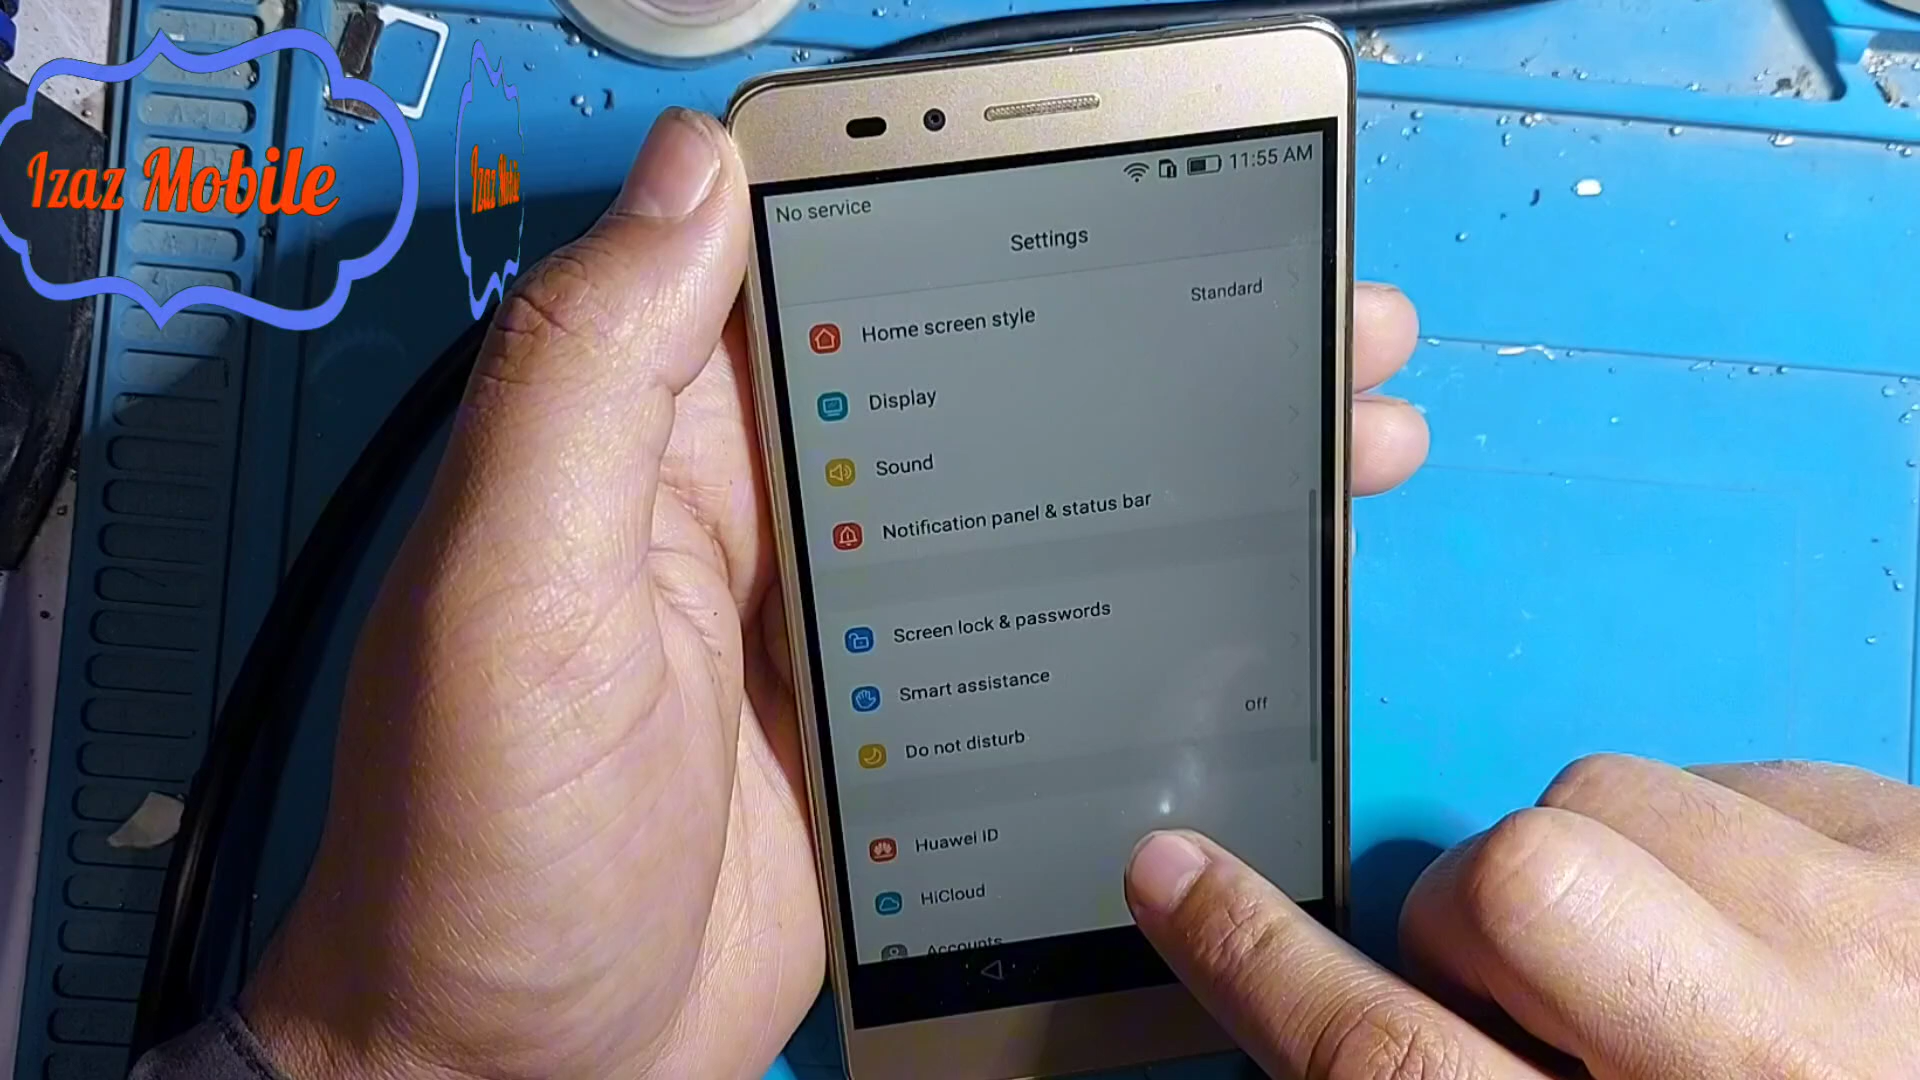 Izaz Mobile
Izaz Mobile
No service
11:55 AM
Settings
Home screen style
Standard
Display
Sound
Notification panel & status bar
Screen lock & passwords
Smart assistance
Do not disturb
Off
Huawei ID
HiCloud
Accounts